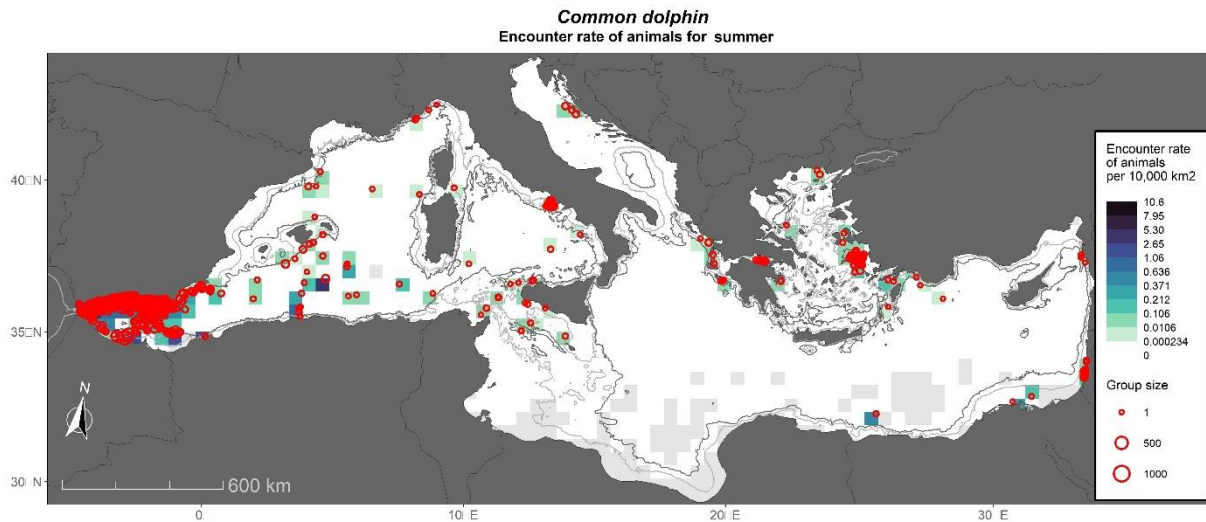 Common dolphin
Encounter rate of animals for summer
40□N
35□N
30□N
0
10□E
20□E
30□E
N
600 km
Encounter rate
of animals
per 10,000 km2
10.6
7.95
5.30
2.65
1.06
0.636
0.371
0.212
0.106
0.0106
0.000234
0
Group size
1
500
1000